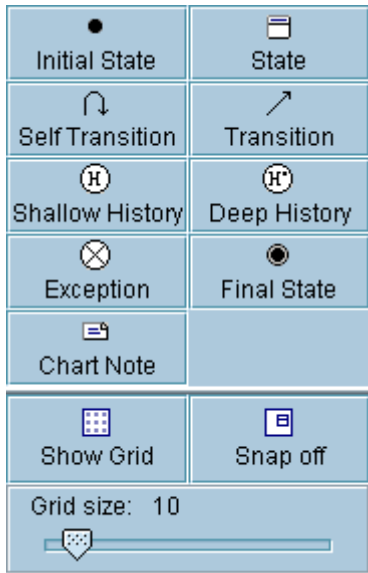 Initial State
State
Self Transition
Transition
H
Shallow History
H*
Deep History
Exception
Final State
Chart Note
Show Grid
Snap off
Grid size: 10